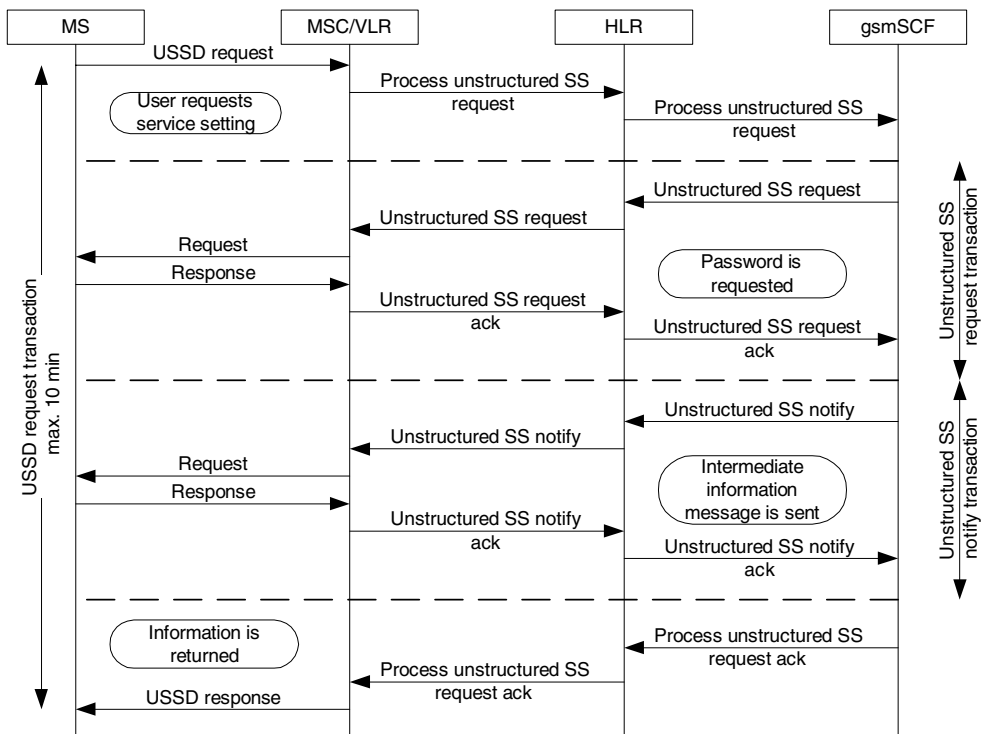 MS
MSC/VLR
HLR
gsmSCF
USSD request
Process unstructured SS
request
Process unstructured SS
request
User requests
service setting
Unstructured SS request
Unstructured SS request
Request
Response
Password is
requested
Unstructured SS request
ack
Unstructured SS request
ack
Unstructured SS
request transaction
USSD request transaction
max. 10 min
Unstructured SS notify
Unstructured SS notify
Request
Response
Intermediate
information
message is sent
Unstructured SS notify
ack
Unstructured SS notify
ack
Unstructured SS
notify transaction
Information is
returned
Process unstructured SS
request ack
Process unstructured SS
request ack
USSD response